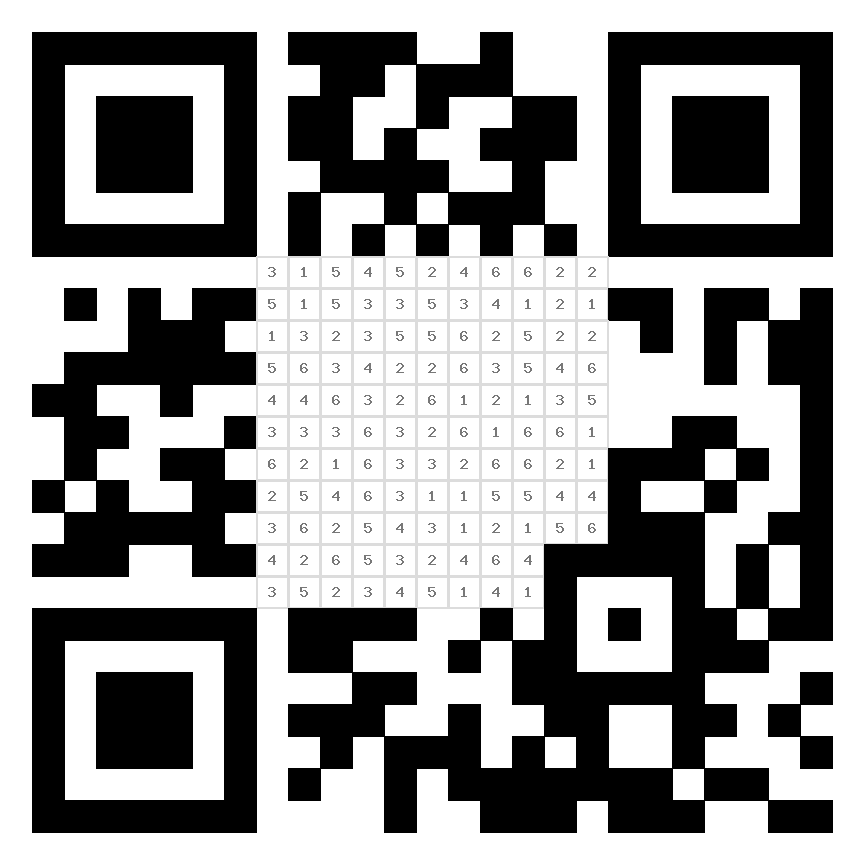 3 1 5 4 5 2 4 6 6 2 2
5 1 5 3 3 5 3 4 1 2 1
1 3 2 3 5 5 6 2 5 2 2
5 6 3 4 2 2 6 3 5 4 6
4 4 6 3 2 6 1 2 1 3 5
3 3 3 6 3 2 6 1 6 6 1
6 2 1 6 3 3 2 6 6 2 1
2 5 4 6 3 1 1 5 5 4 4
3 6 2 5 4 3 1 2 1 5 6
4 2 6 5 3 2 4 6 4
3 5 2 3 4 5 1 4 1